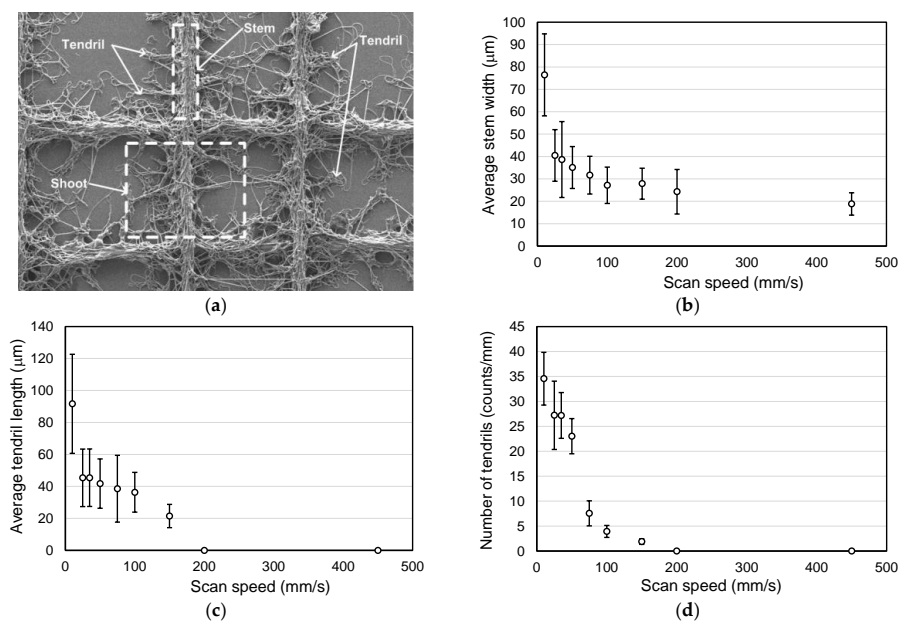 Tendril
Stem
Tendril
Shoot
(a)
Average stem width (μm)
100
90
80
70
60
50
40
30
20
10
0
0 100 200 300 400 500
Scan speed (mm/s)
(b)
Average tendril length (μm)
140
120
100
80
60
40
20
0
0 100 200 300 400 500
Scan speed (mm/s)
(c)
Number of tendrils (counts/mm)
45
40
35
30
25
20
15
10
5
0
0 100 200 300 400 500
Scan speed (mm/s)
(d)